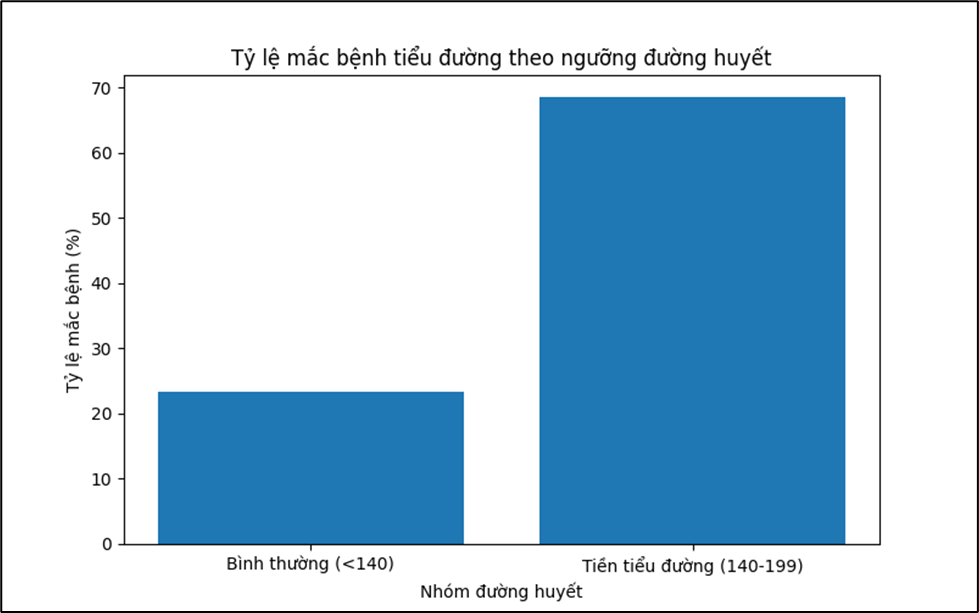 Tỷ lệ mắc bệnh tiểu đường theo ngưỡng đường huyết
Tỷ lệ mắc bệnh (%)
70
60
50
40
30
20
10
0
Bình thường (<140)
Tiền tiểu đường (140-199)
Nhóm đường huyết